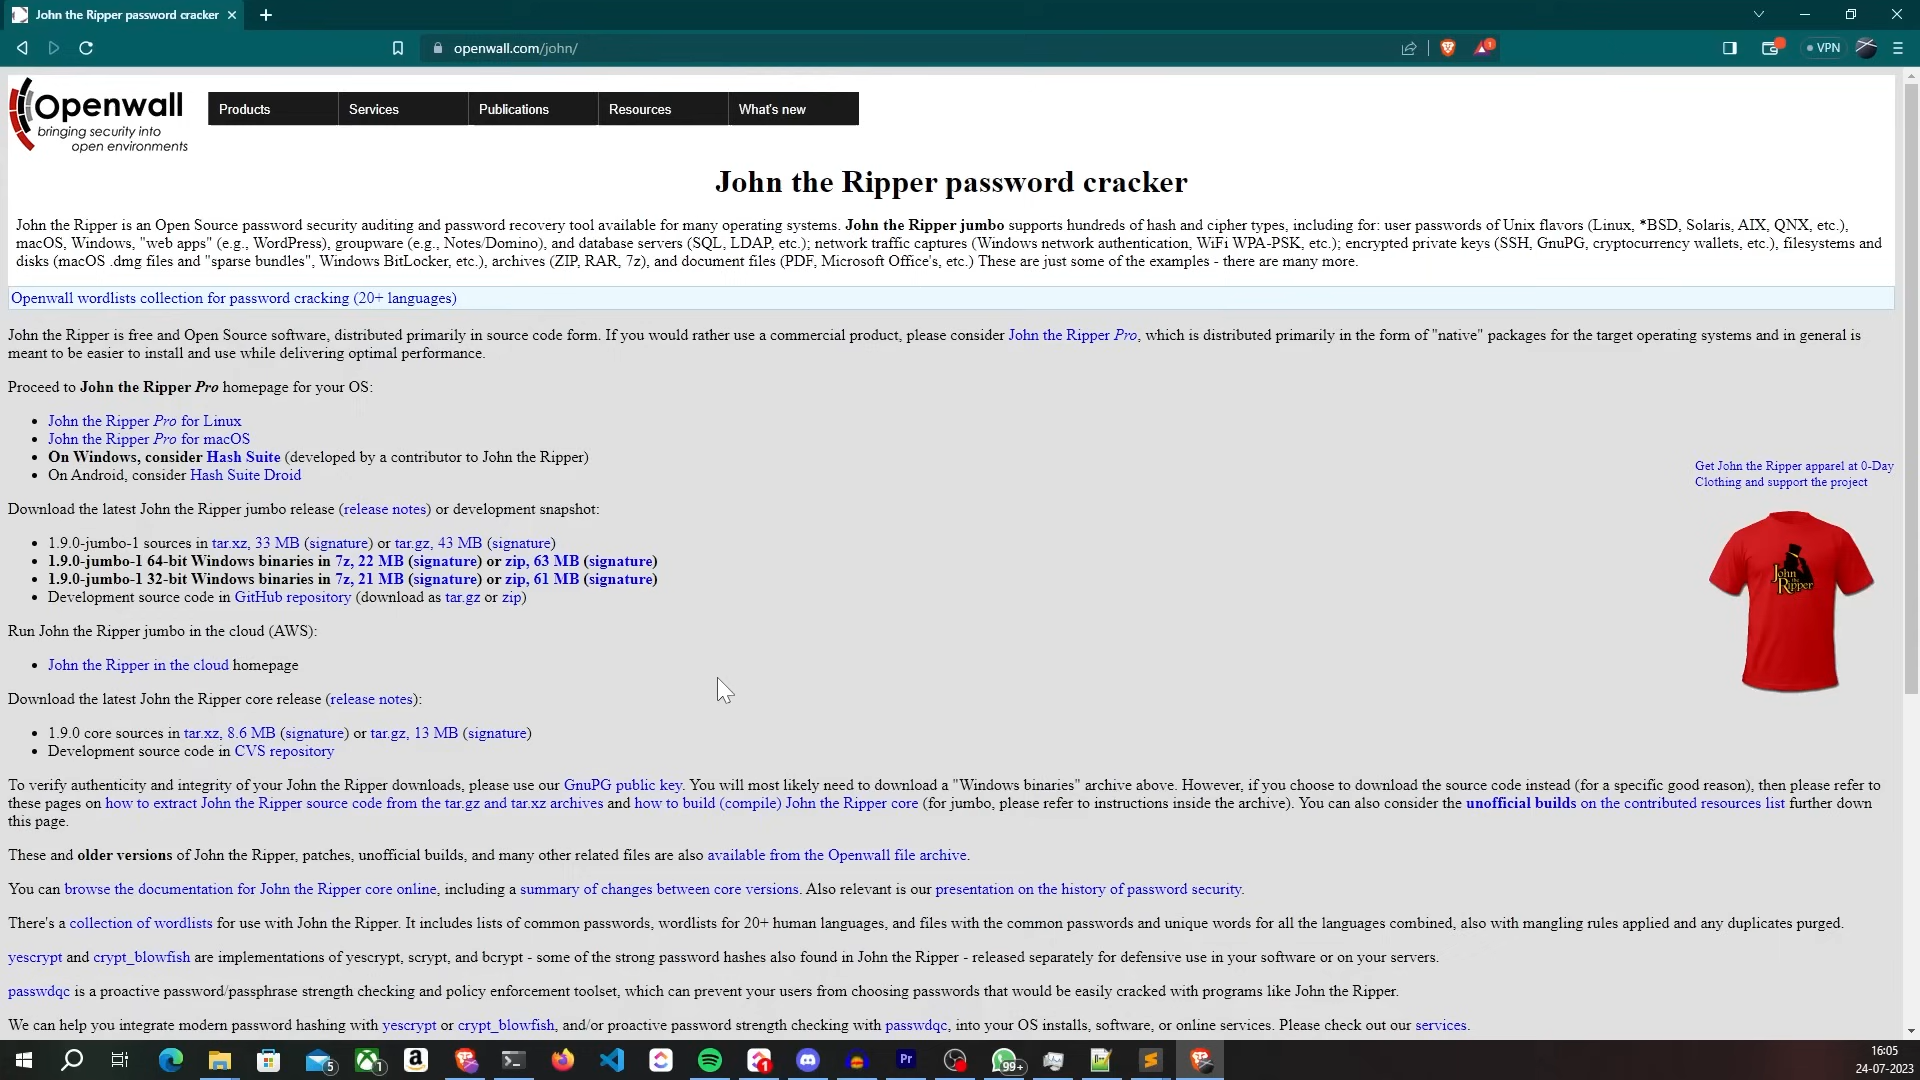 John the Ripper password cracker
openwall.com/john/
1
VPN
Openwall
bringing security into
open environments
Products
Services
Publications
Resources
What's new
John the Ripper password cracker
John the Ripper is an Open Source password security auditing and password recovery tool available for many operating systems. John the Ripper jumbo supports hundreds of hash and cipher types, including for: user passwords of Unix flavors (Linux, *BSD, Solaris, AIX, QNX, etc.),
macOS, Windows, "web apps" (e.g., WordPress), groupware (e.g., Notes/Domino), and database servers (SQL, LDAP, etc.); network traffic captures (Windows network authentication, WiFi WPA-PSK, etc.); encrypted private keys (SSH, GnuPG, cryptocurrency wallets, etc.), filesystems and
disks (macOS .dmg files and "sparse bundles", Windows BitLocker, etc.), archives (ZIP, RAR, 7z), and document files (PDF, Microsoft Office's, etc.) These are just some of the examples - there are many more.
Openwall wordlists collection for password cracking (20+ languages)
John the Ripper is free and Open Source software, distributed primarily in source code form. If you would rather use a commercial product, please consider John the Ripper Pro, which is distributed primarily in the form of "native" packages for the target operating systems and in general is
meant to be easier to install and use while delivering optimal performance.
Proceed to John the Ripper Pro homepage for your OS:
John the Ripper Pro for Linux
John the Ripper Pro for macOS
On Windows, consider Hash Suite (developed by a contributor to John the Ripper)
On Android, consider Hash Suite Droid
Get John the Ripper apparel at 0-Day
Clothing and support the project
John the Ripper
Download the latest John the Ripper jumbo release (release notes) or development snapshot:
1.9.0-jumbo-1 sources in tar.xz, 33 MB (signature) or tar.gz, 43 MB (signature)
1.9.0-jumbo-1 64-bit Windows binaries in 7z, 22 MB (signature) or zip, 63 MB (signature)
1.9.0-jumbo-1 32-bit Windows binaries in 7z, 21 MB (signature) or zip, 61 MB (signature)
Development source code in GitHub repository (download as tar.gz or zip)
Run John the Ripper jumbo in the cloud (AWS):
John the Ripper in the cloud homepage
Download the latest John the Ripper core release (release notes):
1.9.0 core sources in tar.xz, 8.6 MB (signature) or tar.gz, 13 MB (signature)
Development source code in CVS repository
To verify authenticity and integrity of your John the Ripper downloads, please use our GnuPG public key. You will most likely need to download a "Windows binaries" archive above. However, if you choose to download the source code instead (for a specific good reason), then please refer to
these pages on how to extract John the Ripper source code from the tar.gz and tar.xz archives and how to build (compile) John the Ripper core (for jumbo, please refer to instructions inside the archive). You can also consider the unofficial builds on the contributed resources list further down
this page.
These and older versions of John the Ripper, patches, unofficial builds, and many other related files are also available from the Openwall file archive.
You can browse the documentation for John the Ripper core online, including a summary of changes between core versions. Also relevant is our presentation on the history of password security.
There's a collection of wordlists for use with John the Ripper. It includes lists of common passwords, wordlists for 20+ human languages, and files with the common passwords and unique words for all the languages combined, also with mangling rules applied and any duplicates purged.
yescrypt and crypt_blowfish are implementations of yescrypt, scrypt, and bcrypt - some of the strong password hashes also found in John the Ripper - released separately for defensive use in your software or on your servers.
passwdqc is a proactive password/passphrase strength checking and policy enforcement toolset, which can prevent your users from choosing passwords that would be easily cracked with programs like John the Ripper.
We can help you integrate modern password hashing with yescrypt or crypt_blowfish, and/or proactive password strength checking with passwdqc, into your OS installs, software, or online services. Please check out our services.
5
1
a
1
Pr
99+
16:05
24-07-2023